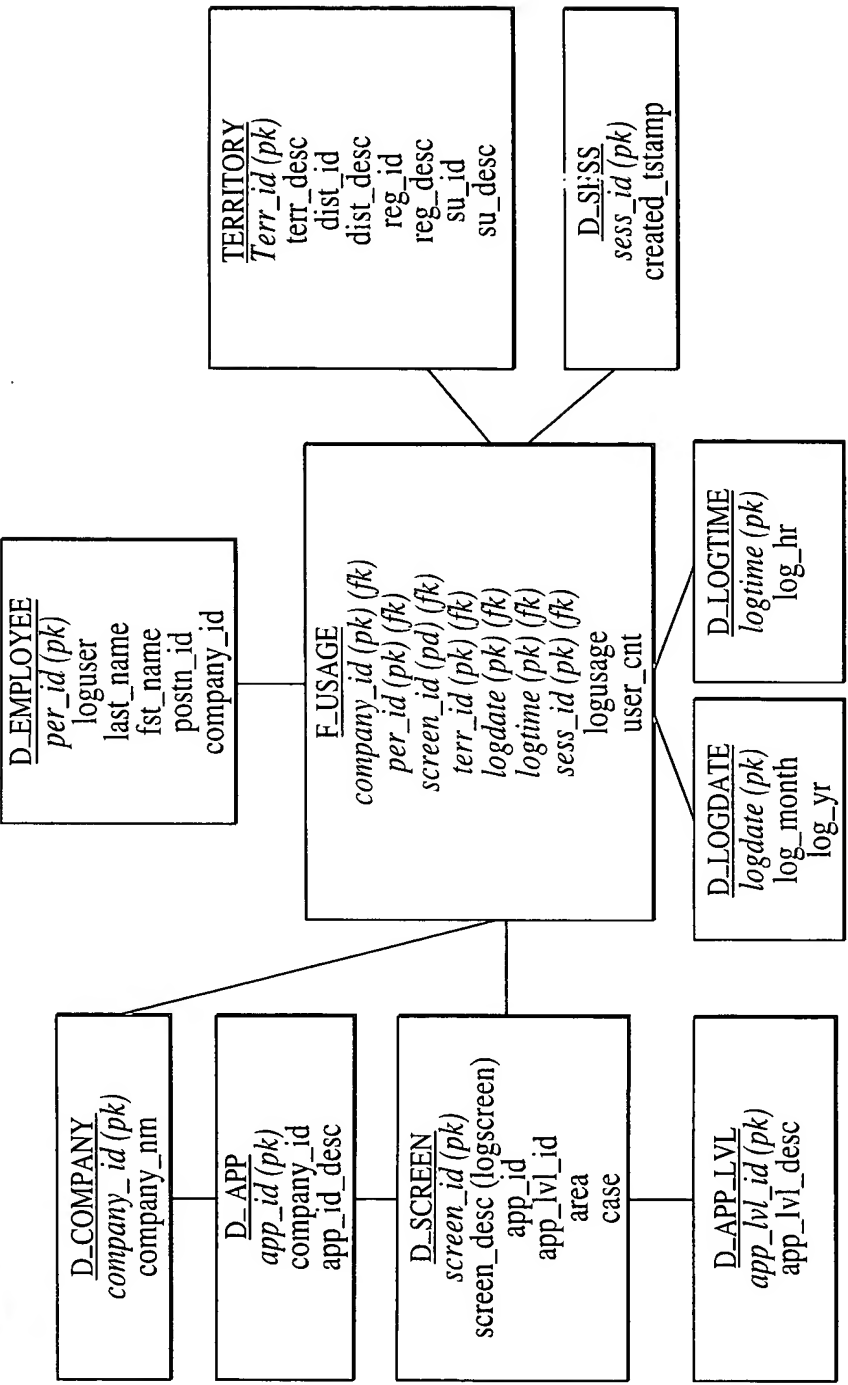 D_COMPANY
company_id (pk)
company_nm
D_APP
app_id (pk)
company_id
app_id_desc
D_SCREEN
screen_id (pk)
screen_desc (logscreen)
app_id
app_lvl_id
area
case
D_APP_LVL
app_lvl_id (pk)
app_lvl_desc
D_EMPLOYEE
per_id (pk)
loguser
last_name
fst_name
postn_id
company_id
F_USAGE
company_id (pk) (fk)
per_id (pk) (fk)
screen_id (pd) (fk)
terr_id (pk) (fk)
logdate (pk) (fk)
logtime (pk) (fk)
sess_id (pk) (fk)
logusage
user_cnt
D_LOGDATE
logdate (pk)
log_month
log_yr
D_LOGTIME
logtime (pk)
log_hr
TERRITORY
Terr_id (pk)
terr_desc
dist_id
dist_desc
reg_id
reg_desc
su_id
su_desc
D_SESS
sess_id (pk)
created_tstamp